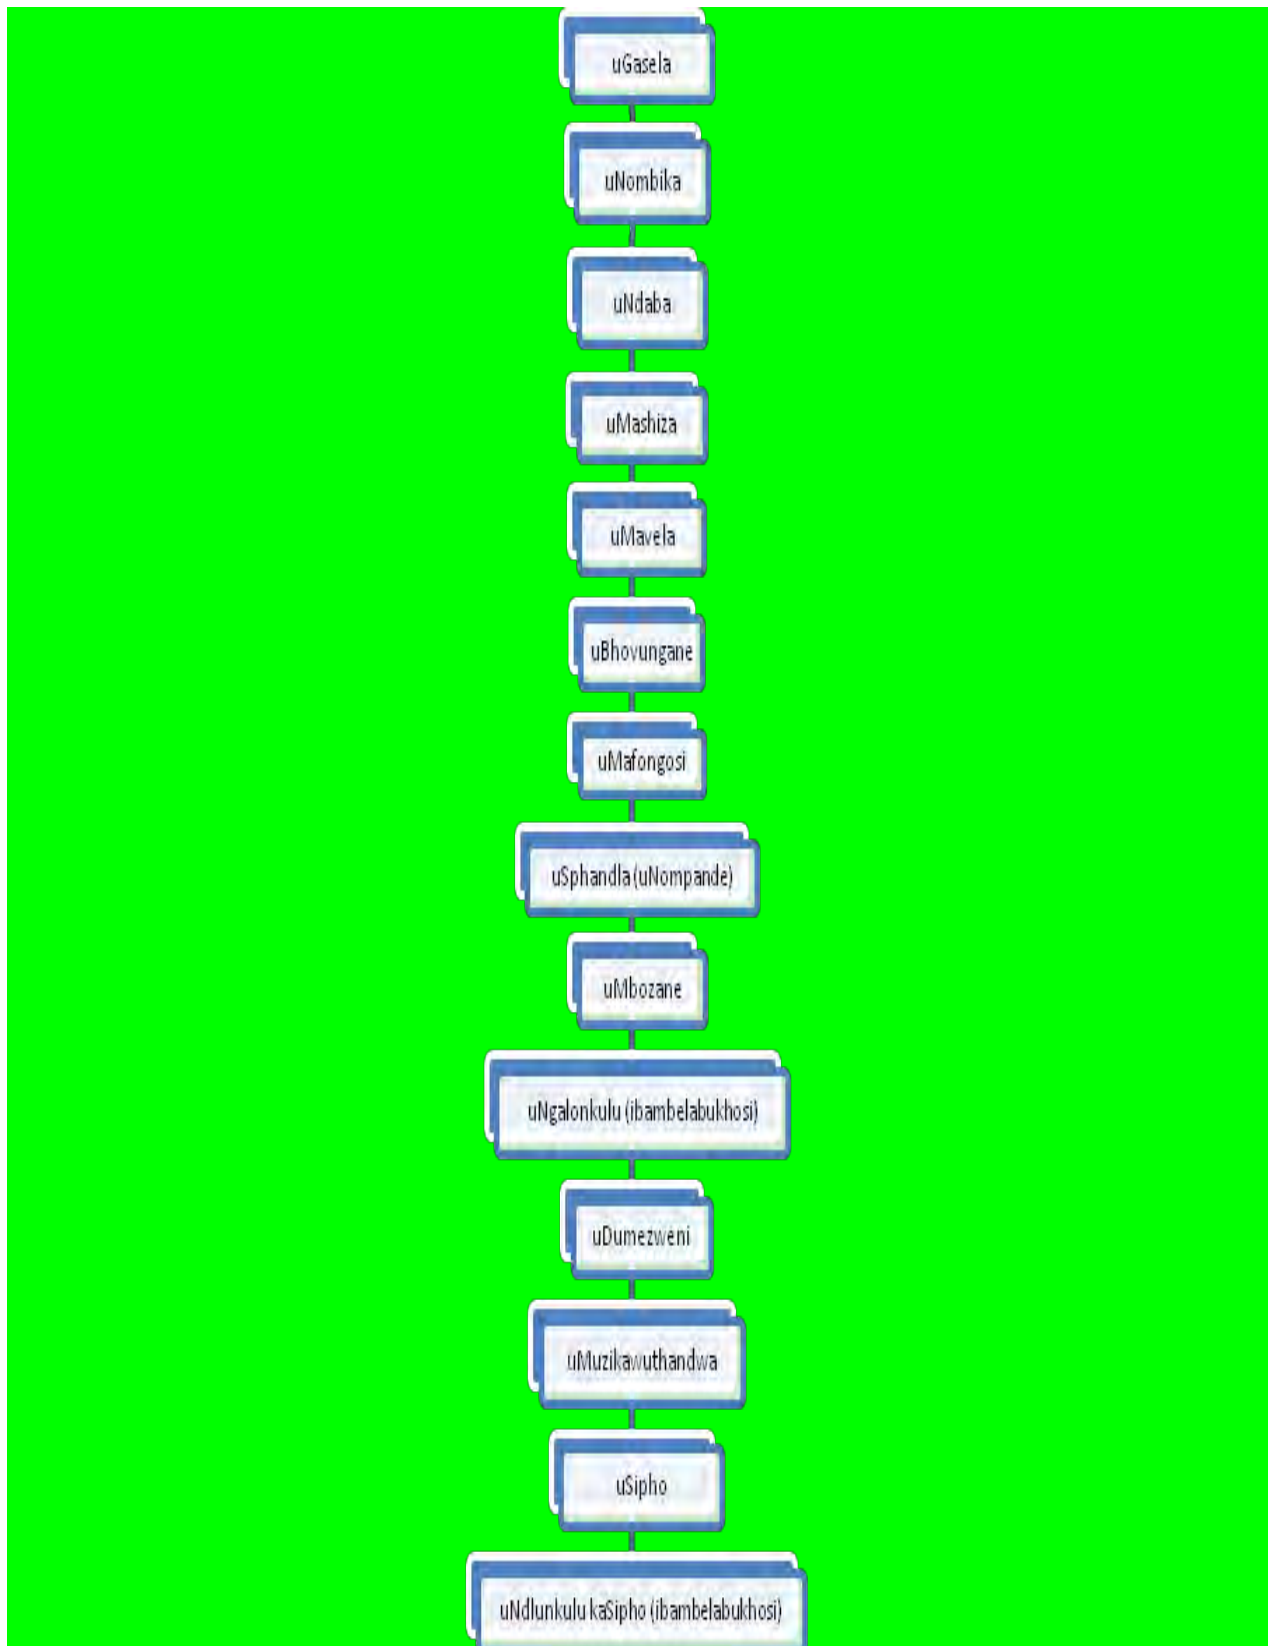 uGasela
uNombika
uNdaba
uMashiza
uMavela
uBhovungane
uMafongosi
uSphandla (uNompande)
uMbozane
uNgalonkulu (ibambelabukhosi)
uDumezweni
uMuzikawuthandwa
uSipho
uNdlunkulu kaSipho (ibambelabukhosi)